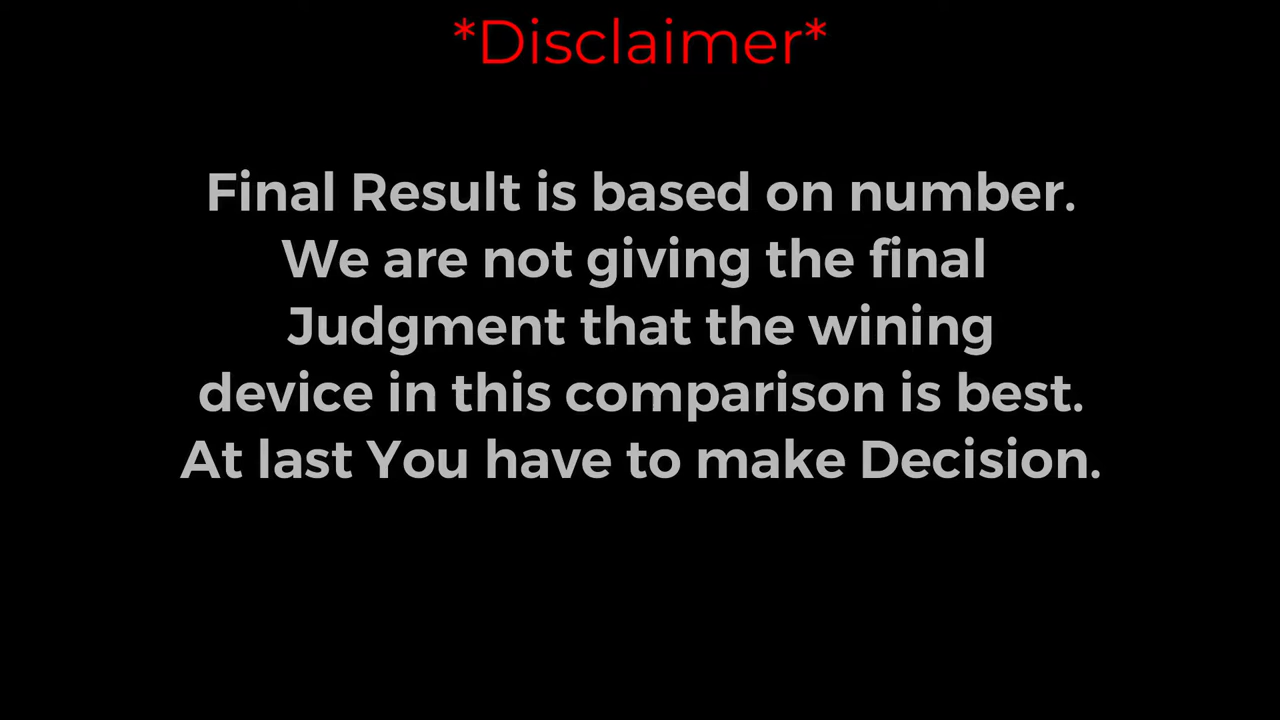 *Disclaimer*
Final Result is based on number.
We are not giving the final
Judgment that the wining
device in this comparison is best.
At last You have to make Decision.